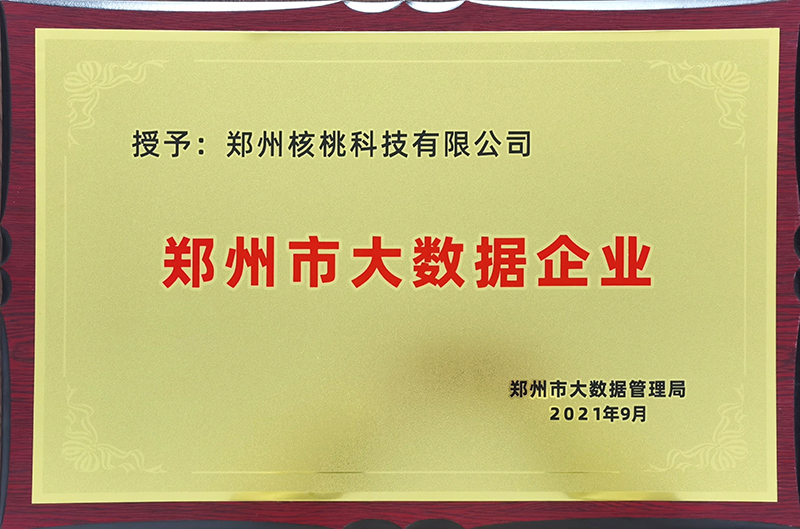 授予：郑州核桃科技有限公司
郑州市大数据企业
郑州市大数据管理局
2021年9月